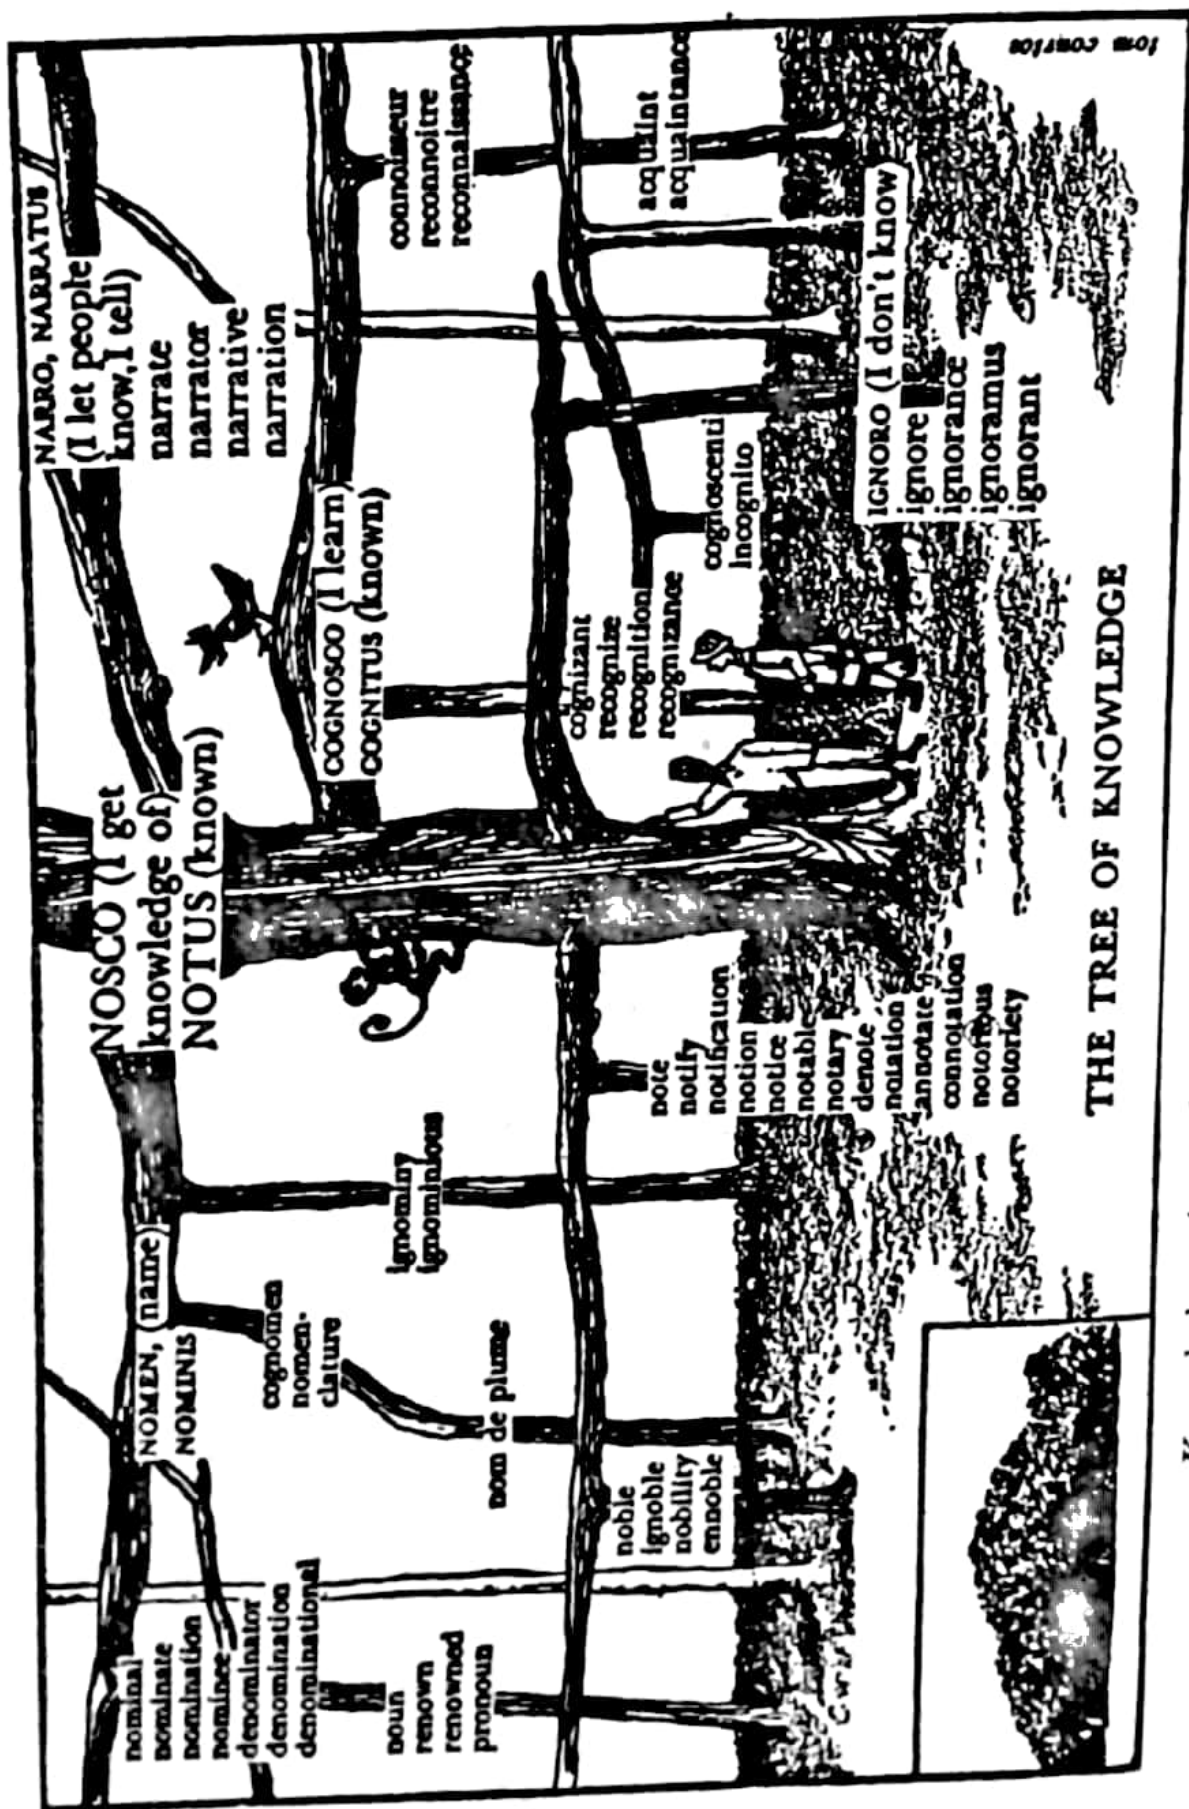 NOSCO (I get
knowledge of)
NOTUS (known)
NARRO, NARRATUS
(I let people
know, I tell)
narrate
narrator
narrative
narration
NOMEN, (name)
NOMINIS
nominal
nominate
nomination
nominee
denominator
denomination
denominational
noun
renown
renowned
pronoun
cognomen
nomen-
clature
nom de plume
ignominy
ignominious
COGNOSCO (I learn)
COGNITUS (known)
connoiseur
reconnoitre
reconnaissance
acquaint
acquaintance
cognizant
recognize
recognition
recognizance
cognoscenti
incognito
noble
ignoble
nobility
ennoble
note
notify
notification
notion
notice
notable
notary
denote
notation
annotate
connotation
notorious
notoriety
IGNORO (I don't know
ignore
ignorance
ignoramus
ignorant
THE TREE OF KNOWLEDGE